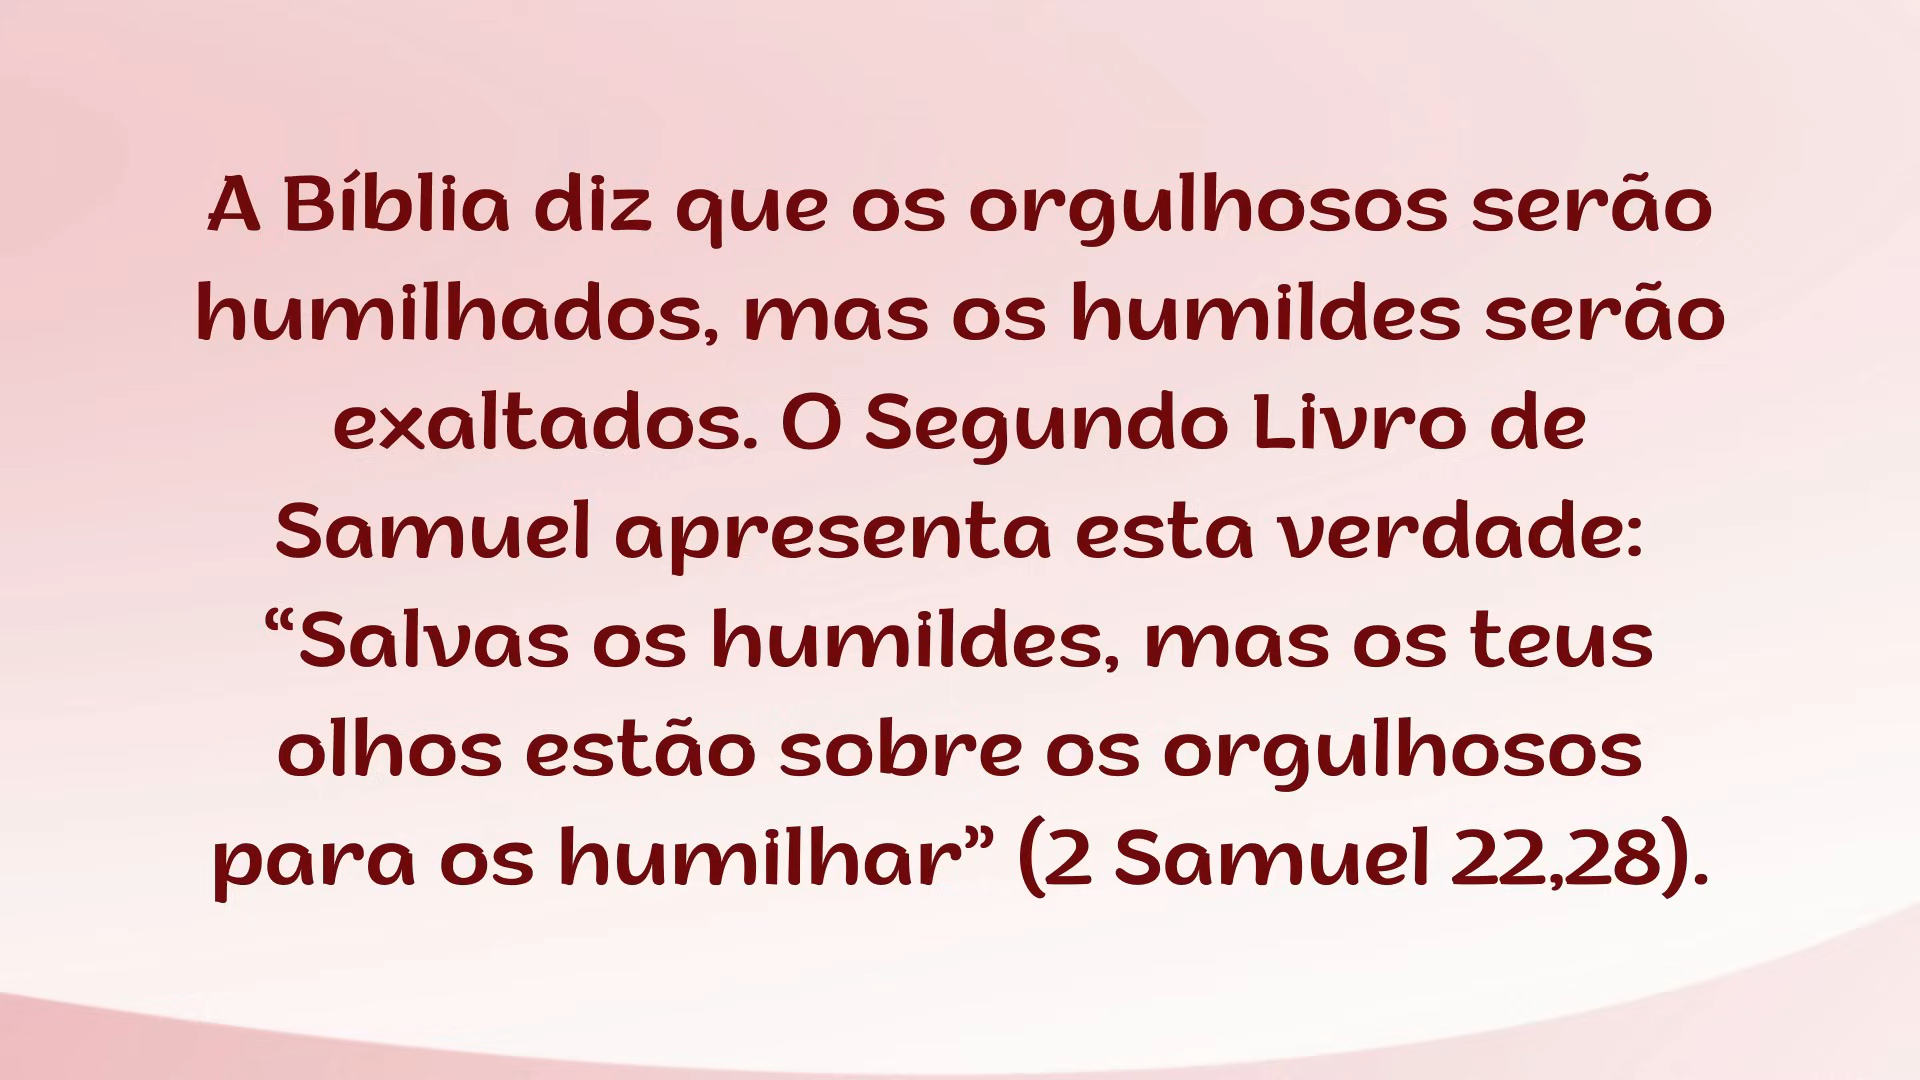 A Bíblia diz que os orgulhosos serão
humilhados, mas os humildes serão
exaltados. O Segundo Livro de
Samuel apresenta esta verdade:
“Salvas os humildes, mas os teus
olhos estão sobre os orgulhosos
para os humilhar” (2 Samuel 22,28).